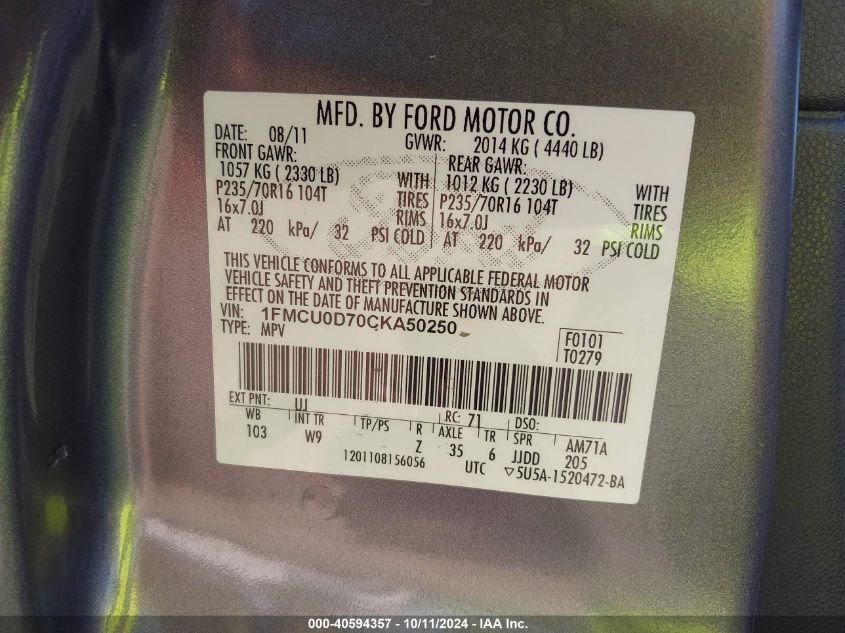 MFD. BY FORD MOTOR CO.
DATE: 08/11 GVWR: 2014 KG ( 4440 LB)
FRONT GAWR: REAR GAWR:
1057 KG ( 2330 LB) WITH 1012 KG ( 2230 LB) WITH
P235/70R16 104T TIRES P235/70R16 104T TIRES
16x7.0J RIMS 16x7.0J RIMS
AT 220 kPa/ 32 PSI COLD AT 220 kPa/ 32 PSI COLD
THIS VEHICLE CONFORMS TO ALL APPLICABLE FEDERAL MOTOR
VEHICLE SAFETY AND THEFT PREVENTION STANDARDS IN
EFFECT ON THE DATE OF MANUFACTURE SHOWN ABOVE.
VIN: 1FMCU0D70CKA50250
TYPE: MPV
F0101
T0279
EXT PNT: UJ RC: 71 DSO:
WB INT TR TP/PS R AXLE TR SPR AM71A
103 W9 Z 35 6 JJDD 205
1201108156056 UTC ▽5U5A-1520472-BA
000-40594357 - 10/11/2024 - IAA Inc.